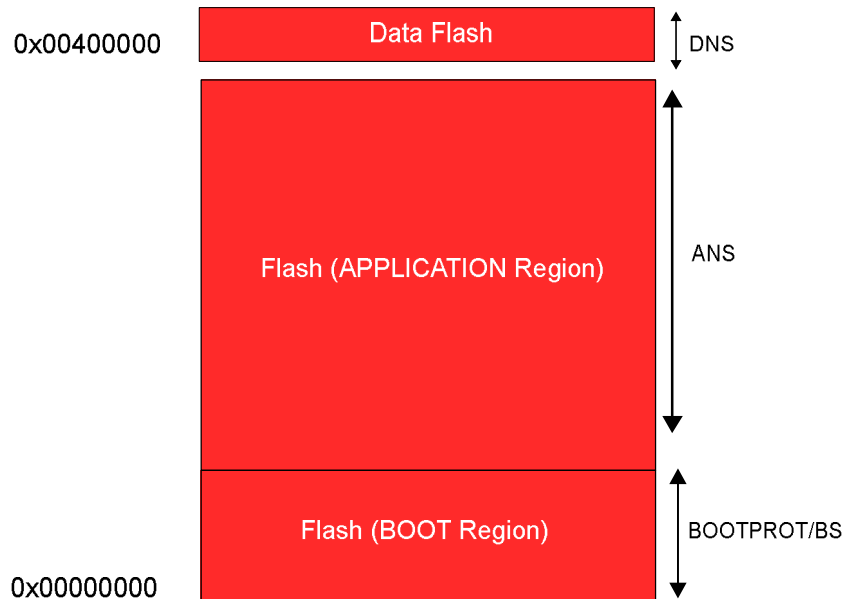 Data Flash
0x00400000
DNS
ANS
Flash (APPLICATION Region)
Flash (BOOT Region)
BOOTPROT/BS
0x00000000